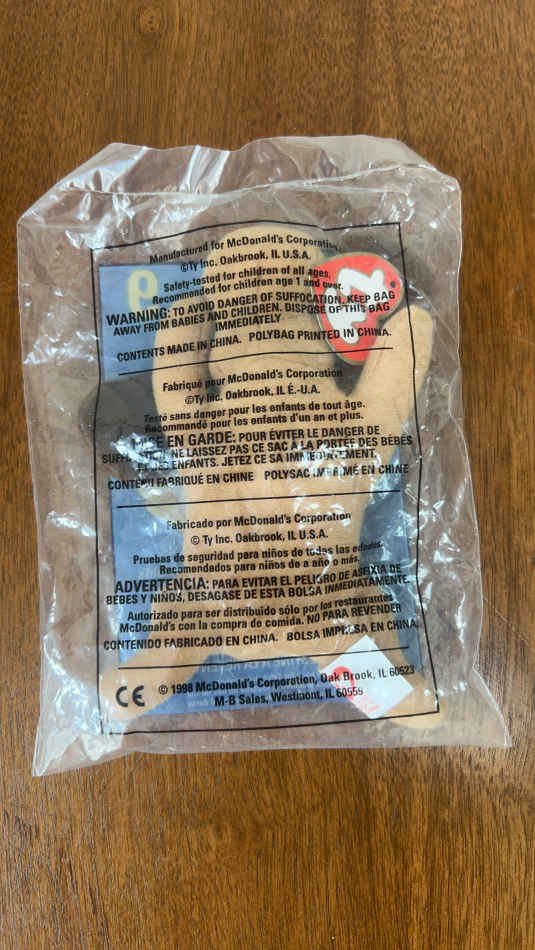 Manufactured for McDonald's Corporation.
©Ty Inc. Oakbrook, IL U.S.A.
Safety-tested for children of all ages.
Recommended for children age 1 and over.
WARNING: TO AVOID DANGER OF SUFFOCATION, KEEP BAG
AWAY FROM BABIES AND CHILDREN. DISPOSE OF THIS BAG
IMMEDIATELY.
CONTENTS MADE IN CHINA. POLYBAG PRINTED IN CHINA.
ty
9
Fabriqué pour McDonald's Corporation
©Ty Inc. Oakbrook, IL É.-U.A.
Testé sans danger pour les enfants de tout âge.
Recommandé pour les enfants d'un an et plus.
MISE EN GARDE: POUR ÉVITER LE DANGER DE
NE LAISSEZ PAS CE SAC À LA PORTÉE DES BÉBÉS
ET DES ENFANTS. JETEZ CE SAC IMMÉDIATEMENT.
CONTENU FABRIQUÉ EN CHINE POLYSAC IMPRIMÉ EN CHINE
Fabricado por McDonald's Corporation
© Ty Inc. Oakbrook, IL U.S.A.
Pruebas de seguridad para niños de todas las edades.
Recomendados para niños de a año o más.
ADVERTENCIA: PARA EVITAR EL PELIGRO DE ASFIXIA DE
BEBES Y NIÑOS, DESAGASE DE ESTA BOLSA INMEDIATAMENTE.
Autorizado para ser distribuido sólo por los restaurantes
McDonald's con la compra de comida. NO PARA REVENDER
CONTENIDO FABRICADO EN CHINA. BOLSA IMPRESA EN CHINA.
CE © 1998 McDonald's Corporation, Oak Brook, IL 60523
M-B Sales, Westmont, IL 60559